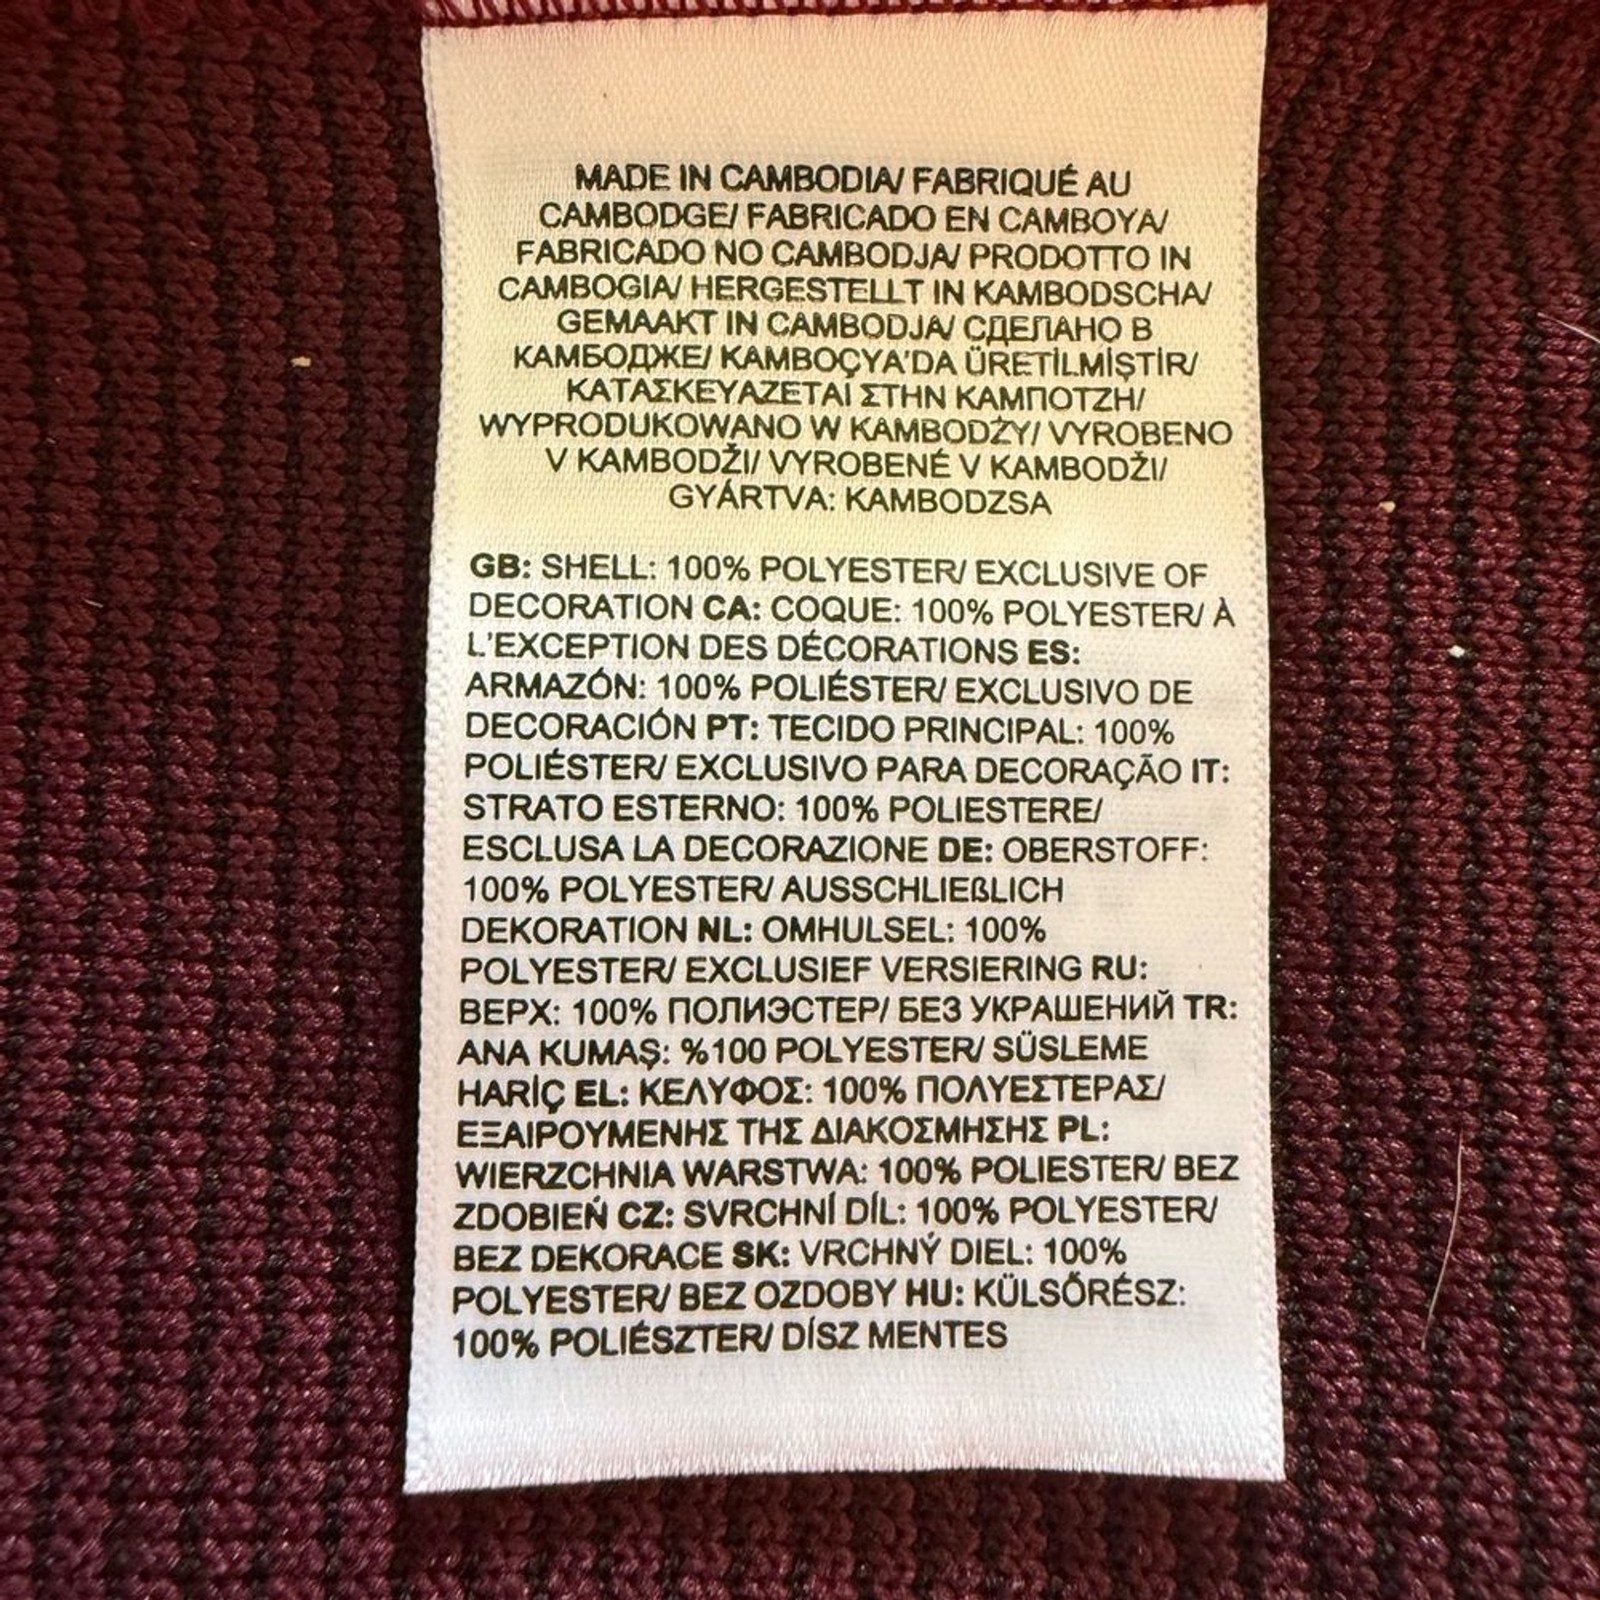 MADE IN CAMBODIA/ FABRIQUÉ AU
CAMBODGE/ FABRICADO EN CAMBOYA/
FABRICADO NO CAMBODJA/ PRODOTTO IN
CAMBOGIA/ HERGESTELLT IN KAMBODSCHA/
GEMAAKT IN CAMBODJA/ СДЕЛАНО В
КАМБОДЖЕ/ KAMBOÇYA'DA ÜRETİLMİŞTİR/
ΚΑΤΑΣΚΕΥΑΖΕΤΑΙ ΣΤΗΝ ΚΑΜΠΟΤΖΗ/
WYPRODUKOWANO W KAMBODŻY/ VYROBENO
V KAMBODŽI/ VYROBENÉ V KAMBODŽI/
GYÁRTVA: KAMBODZSA
GB: SHELL: 100% POLYESTER/ EXCLUSIVE OF
DECORATION CA: COQUE: 100% POLYESTER/ À
L'EXCEPTION DES DÉCORATIONS ES:
ARMAZÓN: 100% POLIÉSTER/ EXCLUSIVO DE
DECORACIÓN PT: TECIDO PRINCIPAL: 100%
POLIÉSTER/ EXCLUSIVO PARA DECORAÇÃO IT:
STRATO ESTERNO: 100% POLIESTERE/
ESCLUSA LA DECORAZIONE DE: OBERSTOFF:
100% POLYESTER/ AUSSCHLIEßLICH
DEKORATION NL: OMHULSEL: 100%
POLYESTER/ EXCLUSIEF VERSIERING RU:
ВЕРХ: 100% ПОЛИЭСТЕР/ БЕЗ УКРАШЕНИЙ TR:
ANA KUMAŞ: %100 POLYESTER/ SÜSLEME
HARİÇ EL: ΚΕΛΥΦΟΣ: 100% ΠΟΛΥΕΣΤΕΡΑΣ/
ΕΞΑΙΡΟΥΜΕΝΗΣ ΤΗΣ ΔΙΑΚΟΣΜΗΣΗΣ PL:
WIERZCHNIA WARSTWA: 100% POLIESTER/ BEZ
ZDOBIEŃ CZ: SVRCHNÍ DÍL: 100% POLYESTER/
BEZ DEKORACE SK: VRCHNÝ DIEL: 100%
POLYESTER/ BEZ OZDOBY HU: KÜLSŐRÉSZ:
100% POLIÉSZTER/ DÍSZ MENTES